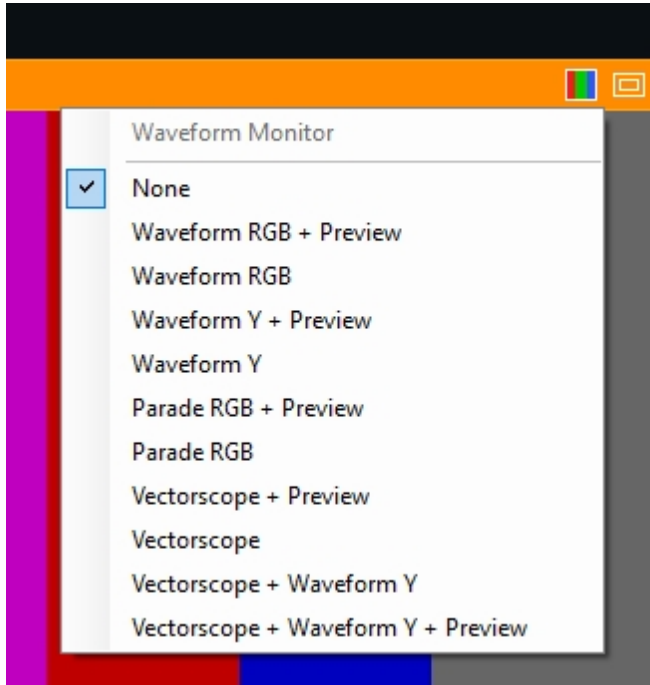 Waveform Monitor
None
Waveform RGB + Preview
Waveform RGB
Waveform Y + Preview
Waveform Y
Parade RGB + Preview
Parade RGB
Vectorscope + Preview
Vectorscope
Vectorscope + Waveform Y
Vectorscope + Waveform Y + Preview